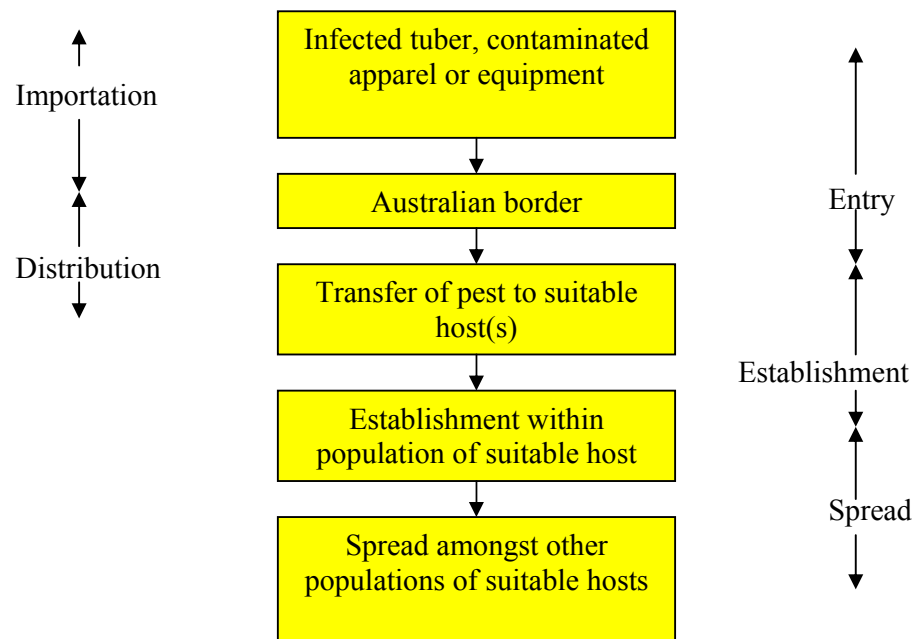 Infected tuber, contaminated
apparel or equipment
Importation
Australian border
Entry
Distribution
Transfer of pest to suitable
host(s)
Establishment
Establishment within
population of suitable host
Spread
Spread amongst other
populations of suitable hosts